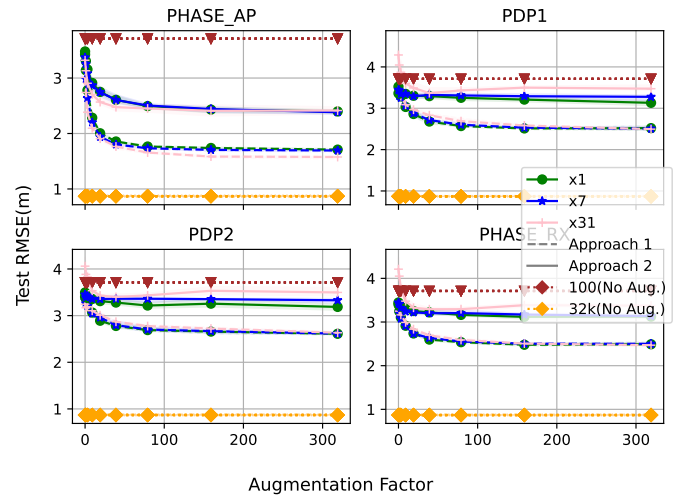 PHASE_AP
PDP1
3
2
1
4
3
2
1
Test RMSE(m)
x1
x7
x31
Approach 1
Approach 2
100(No Aug.)
32k(No Aug.)
PDP2
PHASE_RX
4
3
2
1
4
3
2
1
0
100
200
300
0
100
200
300
Augmentation Factor